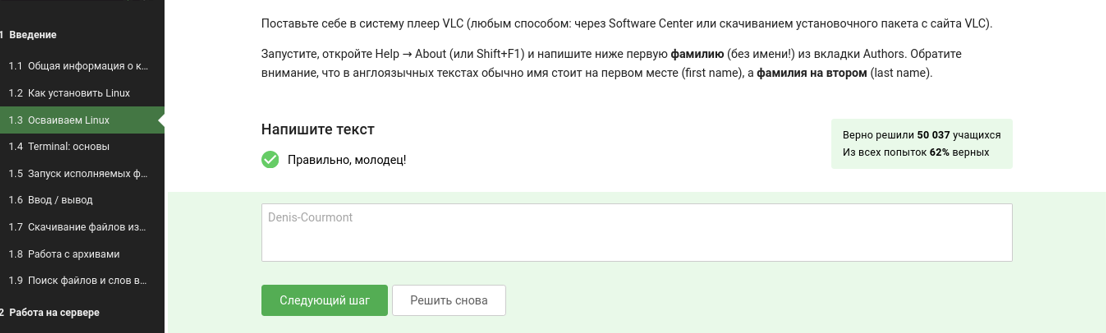 1 Введение
1.1 Общая информация о к...
1.2 Как установить Linux
1.3 Осваиваем Linux
1.4 Terminal: основы
1.5 Запуск исполняемых ф...
1.6 Ввод / вывод
1.7 Скачивание файлов из...
1.8 Работа с архивами
1.9 Поиск файлов и слов в...
2 Работа на сервере
Поставьте себе в систему плеер VLC (любым способом: через Software Center или скачиванием установочного пакета с сайта VLC).
Запустите, откройте Help → About (или Shift+F1) и напишите ниже первую фамилию (без имени!) из вкладки Authors. Обратите
внимание, что в англоязычных текстах обычно имя стоит на первом месте (first name), а фамилия на втором (last name).
Напишите текст
Правильно, молодец!
Верно решили 50 037 учащихся
Из всех попыток 62% верных
Denis-Courmont
Следующий шаг
Решить снова